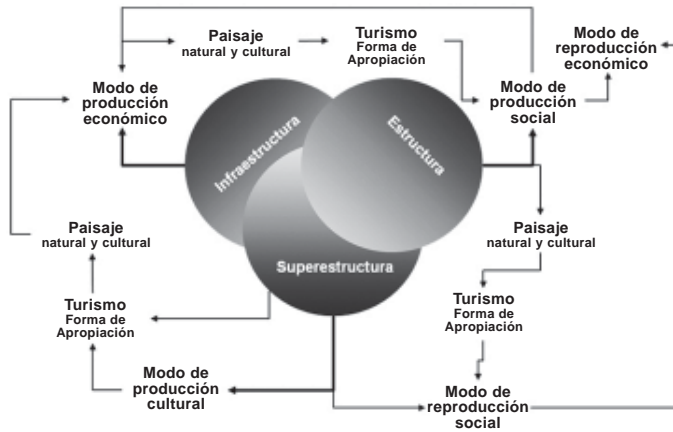 Paisaje
natural y cultural
Turismo
Forma de
Apropiación
Modo de
reproducción
económico
Modo de
producción
económico
Modo de
producción
social
Infraestructura
Estructura
Superestructura
Paisaje
natural y cultural
Paisaje
natural y cultural
Turismo
Forma de
Apropiación
Turismo
Forma de
Apropiación
Modo de
producción
cultural
Modo de
reproducción
social